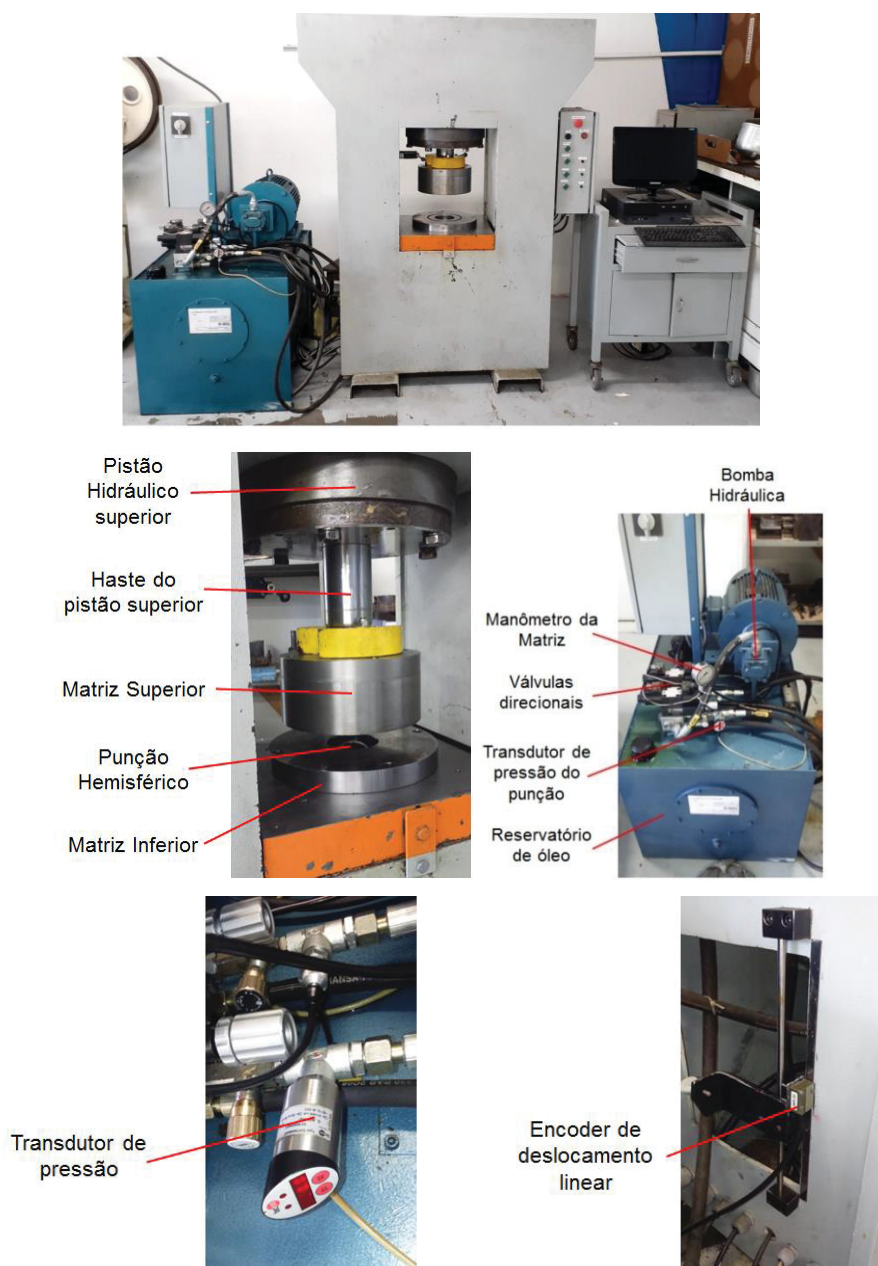 Pistão
Hidráulico
superior
Haste do
pistão superior
Matriz Superior
Punção
Hemisférico
Matriz Inferior
Bomba
Hidráulica
Manômetro da
Matriz
Válvulas
direcionais
Transdutor de
pressão do
punção
Reservatório
de óleo
Transdutor de
pressão
Encoder de
deslocamento
linear